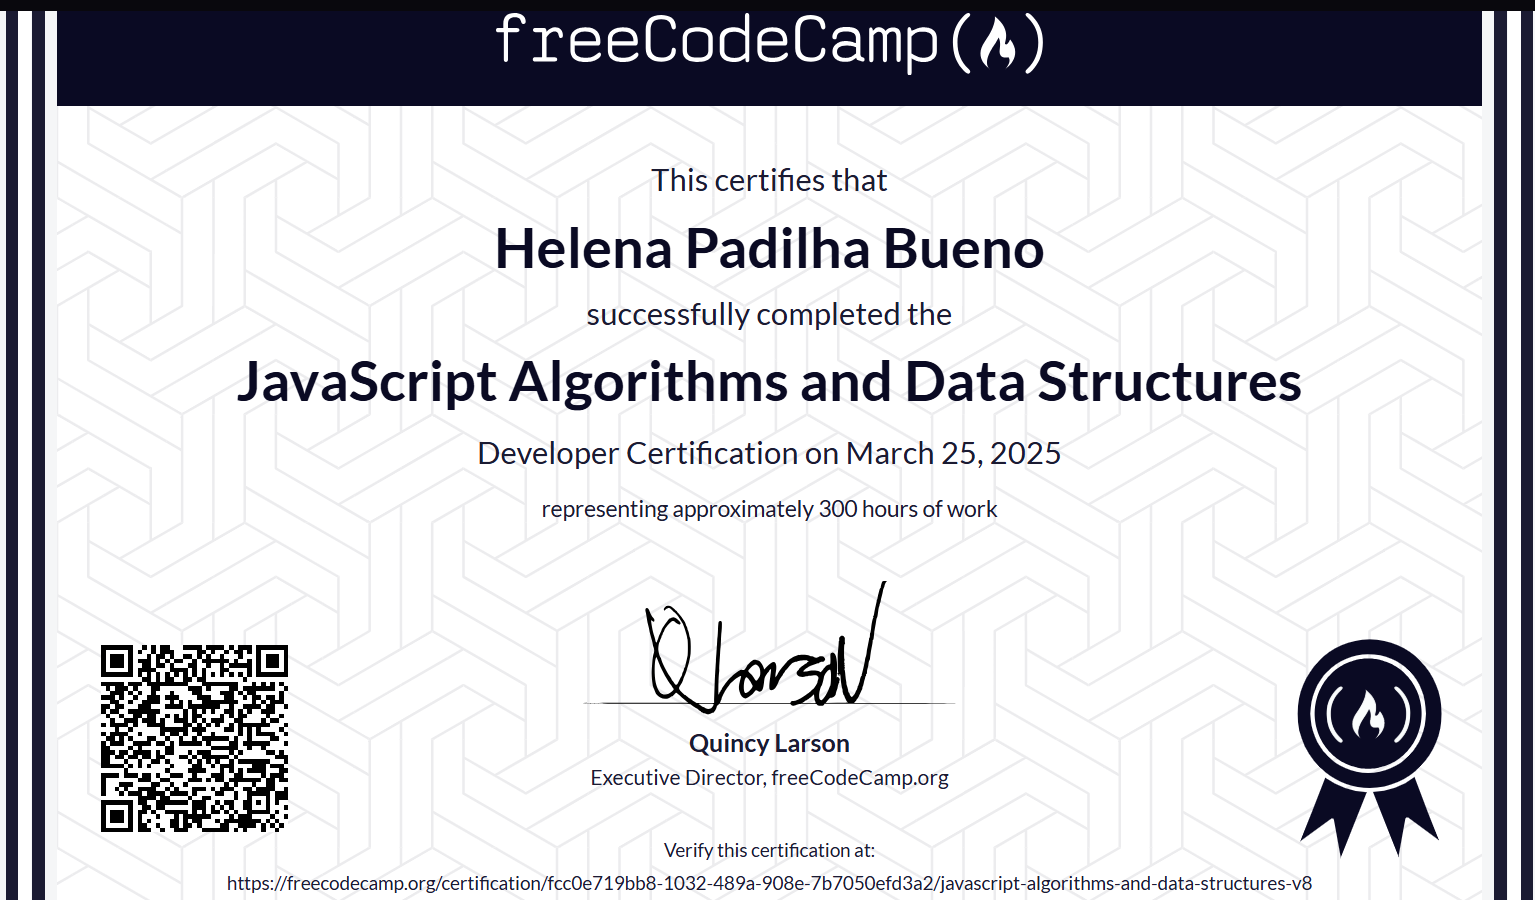 freeCodeCamp
This certifies that
Helena Padilha Bueno
successfully completed the
JavaScript Algorithms and Data Structures
Developer Certification on March 25, 2025
representing approximately 300 hours of work
QLarson
Quincy Larson
Executive Director, freeCodeCamp.org
Verify this certification at:
https://freecodecamp.org/certification/fcc0e719bb8-1032-489a-908e-7b7050efd3a2/javascript-algorithms-and-data-structures-v8